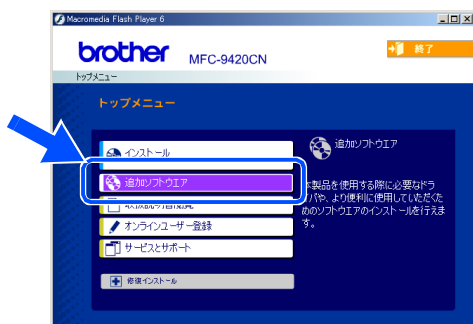 Macromedia Flash Player 6
brother
MFC-9420CN
終了
トップメニュー
トップメニュー
インストール
追加ソフトウエア
オンラインユーザー登録
サービスとサポート
修復インストール
追加ソフトウエア
本製品を使用する際に必要なドラ
イバや、より便利に使用していただくた
めのソフトウエアのインストールを行えま
す。